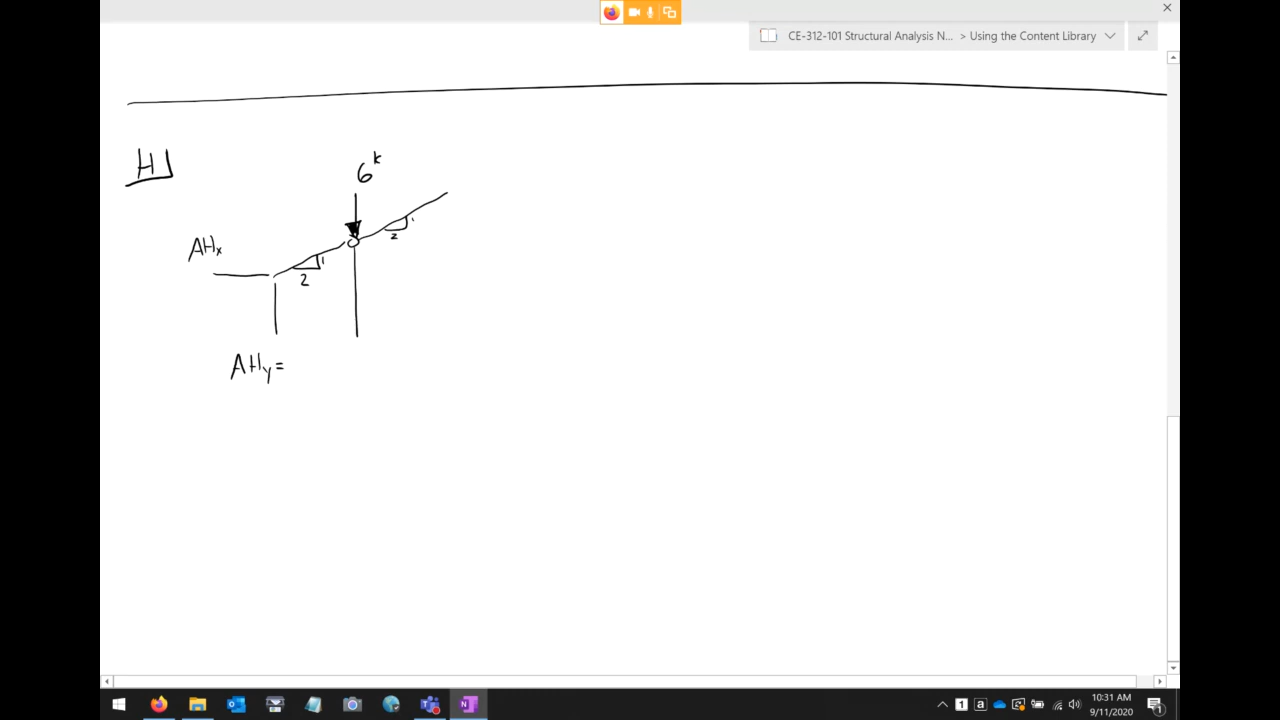 CE-312-101 Structural Analysis N... > Using the Content Library
H
6k
1
2
AHx
1
2
AHy=
10:31 AM
9/11/2020